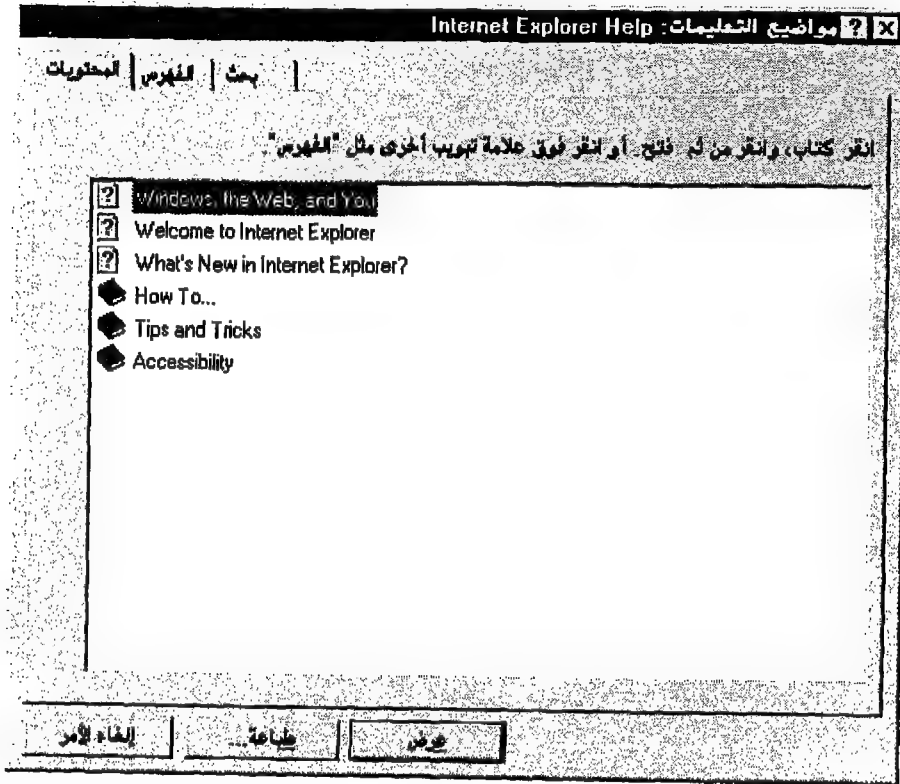 مواضيع التعليمات: Internet Explorer Help
المحتويات الفهرس بحث
انقر كتاب، وانقر من ثم فتح. أو انقر فوق علامة تبويب أخرى مثل "الفهرس".
Windows, the Web, and You
Welcome to Internet Explorer
What's New in Internet Explorer?
How To...
Tips and Tricks
Accessibility
عرض طباعة... إلغاء الأمر